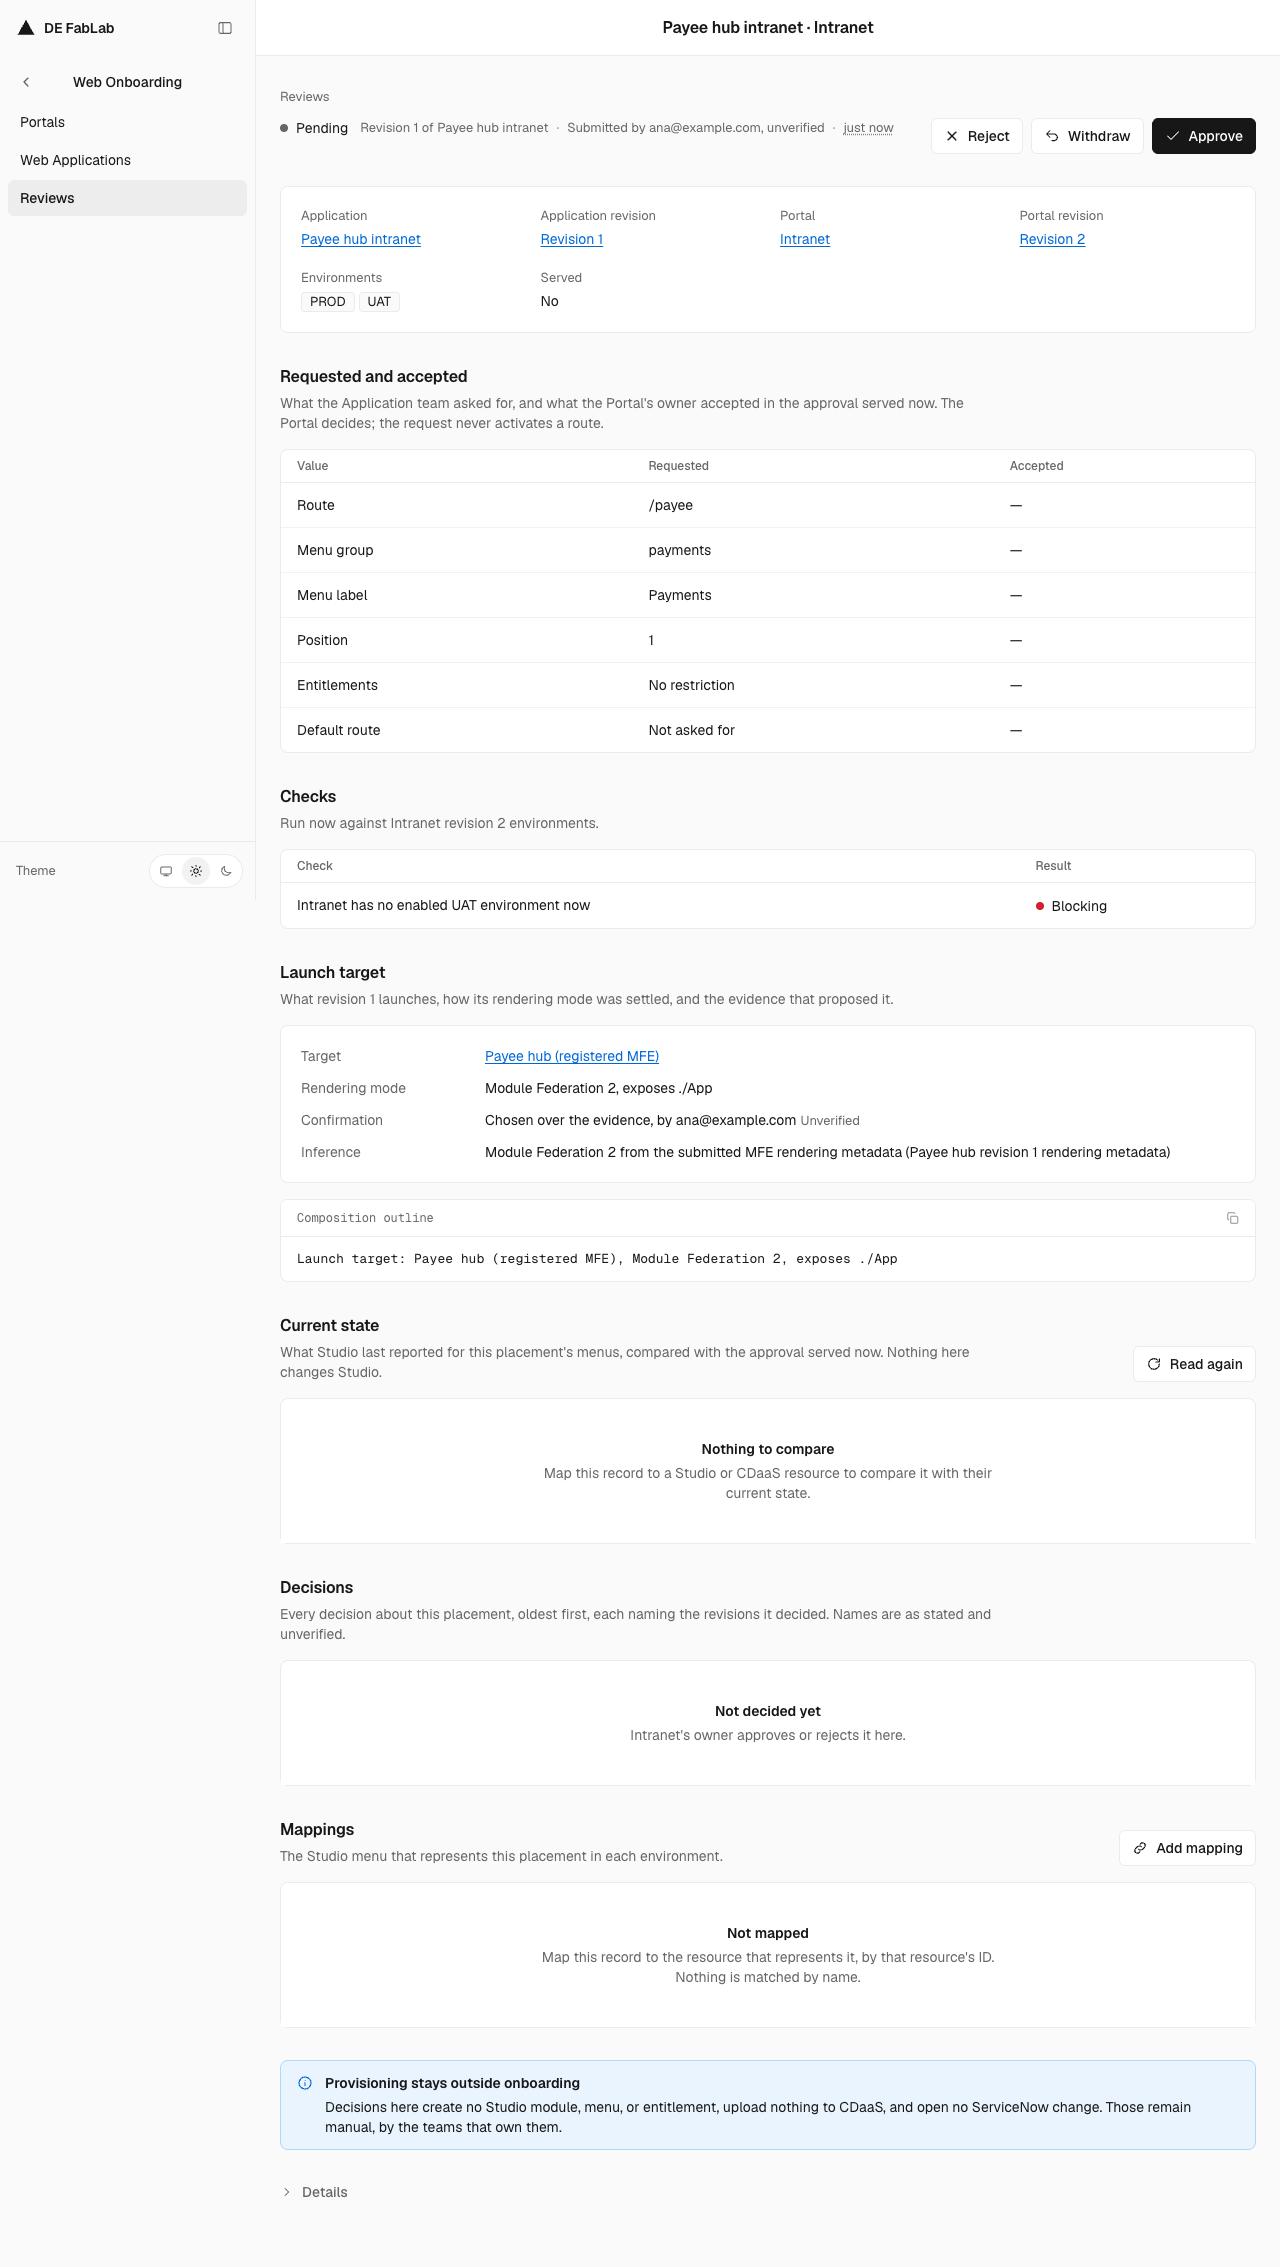 DE FabLab
Web Onboarding
Portals
Web Applications
Reviews
Theme
Payee hub intranet · Intranet
Reviews
Pending Revision 1 of Payee hub intranet · Submitted by ana@example.com, unverified · just now
Reject Withdraw Approve
Application Application revision Portal Portal revision
Payee hub intranet Revision 1 Intranet Revision 2
Environments Served
PROD UAT No
Requested and accepted
What the Application team asked for, and what the Portal's owner accepted in the approval served now. The
Portal decides; the request never activates a route.
Value Requested Accepted
Route /payee —
Menu group payments —
Menu label Payments —
Position 1 —
Entitlements No restriction —
Default route Not asked for —
Checks
Run now against Intranet revision 2 environments.
Check Result
Intranet has no enabled UAT environment now Blocking
Launch target
What revision 1 launches, how its rendering mode was settled, and the evidence that proposed it.
Target Payee hub (registered MFE)
Rendering mode Module Federation 2, exposes ./App
Confirmation Chosen over the evidence, by ana@example.com Unverified
Inference Module Federation 2 from the submitted MFE rendering metadata (Payee hub revision 1 rendering metadata)
Composition outline
Launch target: Payee hub (registered MFE), Module Federation 2, exposes ./App
Current state
What Studio last reported for this placement's menus, compared with the approval served now. Nothing here
changes Studio.
Read again
Nothing to compare
Map this record to a Studio or CDaaS resource to compare it with their
current state.
Decisions
Every decision about this placement, oldest first, each naming the revisions it decided. Names are as stated and
unverified.
Not decided yet
Intranet's owner approves or rejects it here.
Mappings
The Studio menu that represents this placement in each environment.
Add mapping
Not mapped
Map this record to the resource that represents it, by that resource's ID.
Nothing is matched by name.
Provisioning stays outside onboarding
Decisions here create no Studio module, menu, or entitlement, upload nothing to CDaaS, and open no ServiceNow change. Those remain
manual, by the teams that own them.
Details